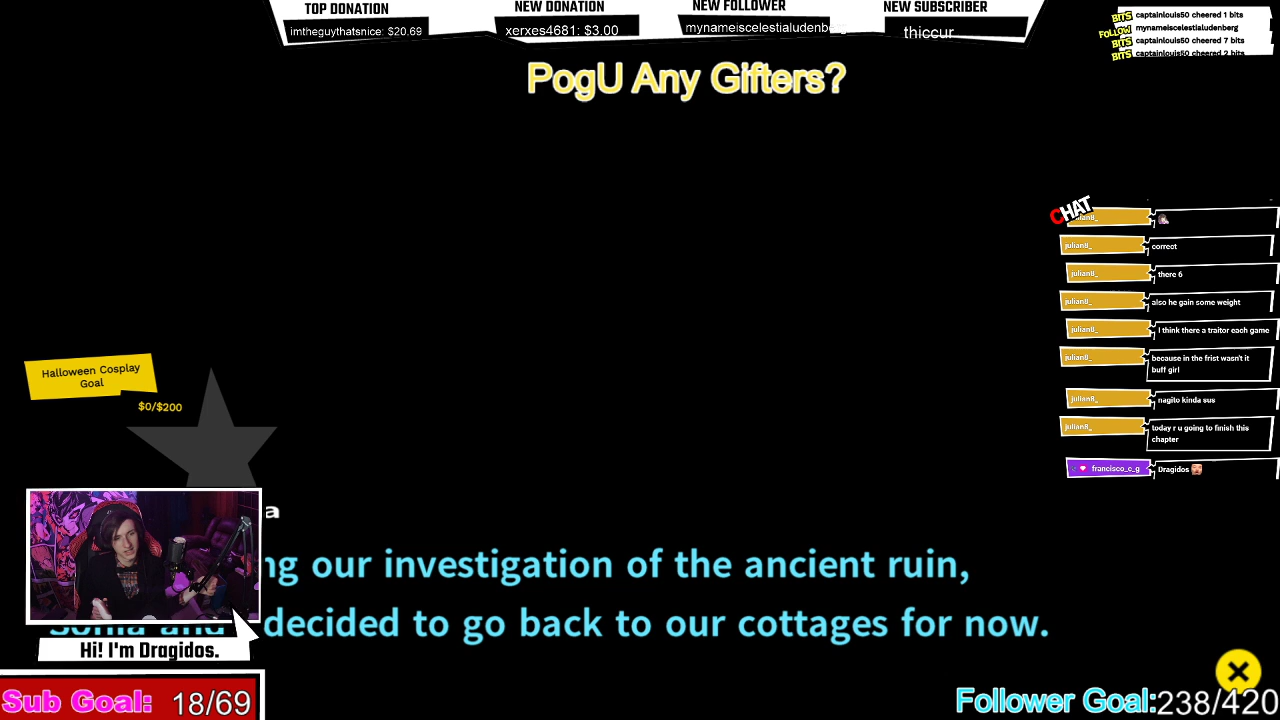 TOP DONATION
imtheguythatsnice: $20.69
NEW DONATION
xerxes4681: $3.00
NEW FOLLOWER
mynameiscelestialudenberg
NEW SUBSCRIBER
thiccur
BITS captainlouis50 cheered 1 bits
FOLLOW mynameiscelestialudenberg
BITS captainlouis50 cheered 7 bits
BITS captainlouis50 cheered 2 bits
PogU Any Gifters?
CHAT
julian8_
julian8_ correct
julian8_ there 6
julian8_ also he gain some weight
julian8_ I think there a traitor each game
julian8_ because in the frist wasn't it
buff girl
julian8_ nagito kinda sus
julian8_ today r u going to finish this
chapter
francisco_c_g Dragidos
Halloween Cosplay
Goal
$0/$200
a
ng our investigation of the ancient ruin,
Sonia and decided to go back to our cottages for now.
Hi! I'm Dragidos.
Sub Goal: 18/69
Follower Goal: 238/420